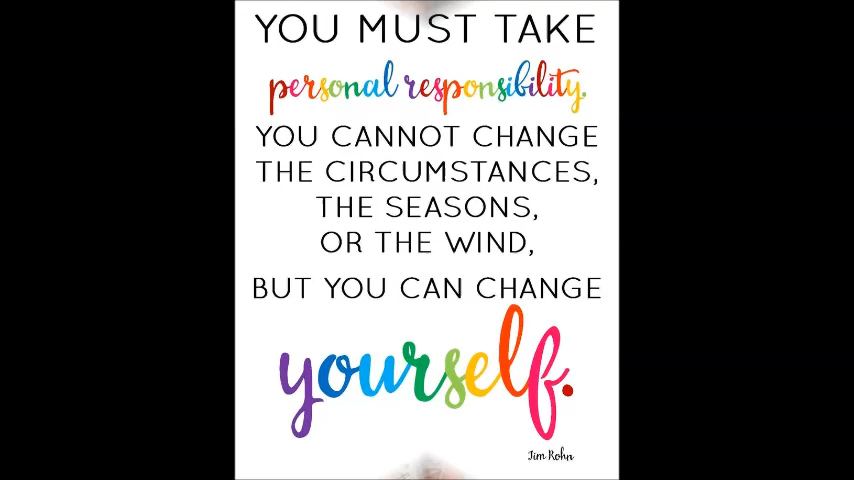 YOU MUST TAKE
personal responsibility.
YOU CANNOT CHANGE
THE CIRCUMSTANCES,
THE SEASONS,
OR THE WIND,
BUT YOU CAN CHANGE
yourself.
Jim Rohn